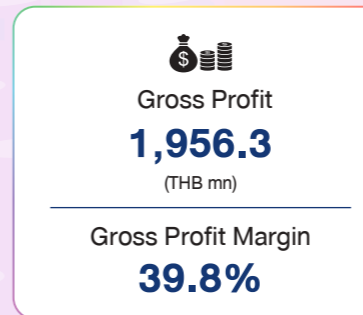 Gross Profit
1,956.3
(THB mn)
Gross Profit Margin
39.8%